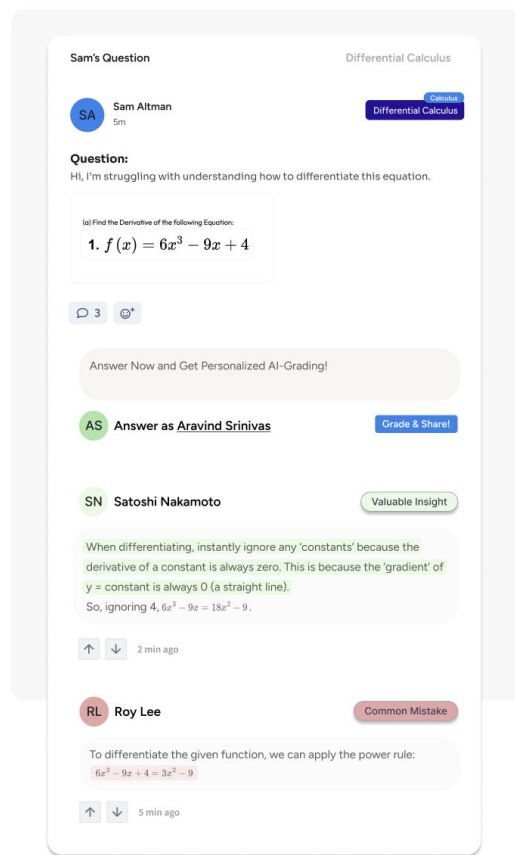 Sam's Question
Differential Calculus
SA
Sam Altman
5m
Calculus
Differential Calculus
Question:
Hi, I'm struggling with understanding how to differentiate this equation.
(a) Find the Derivative of the following Equation:
1. f (x) = 6x³ − 9x + 4
3
Answer Now and Get Personalized AI-Grading!
AS
Answer as Aravind Srinivas
Grade & Share!
SN
Satoshi Nakamoto
Valuable Insight
When differentiating, instantly ignore any 'constants' because the
derivative of a constant is always zero. This is because the 'gradient' of
y = constant is always 0 (a straight line).
So, ignoring 4, 6x³ − 9x = 18x² − 9 .
2 min ago
RL
Roy Lee
Common Mistake
To differentiate the given function, we can apply the power rule:
6x³ − 9x + 4 = 3x² − 9
5 min ago